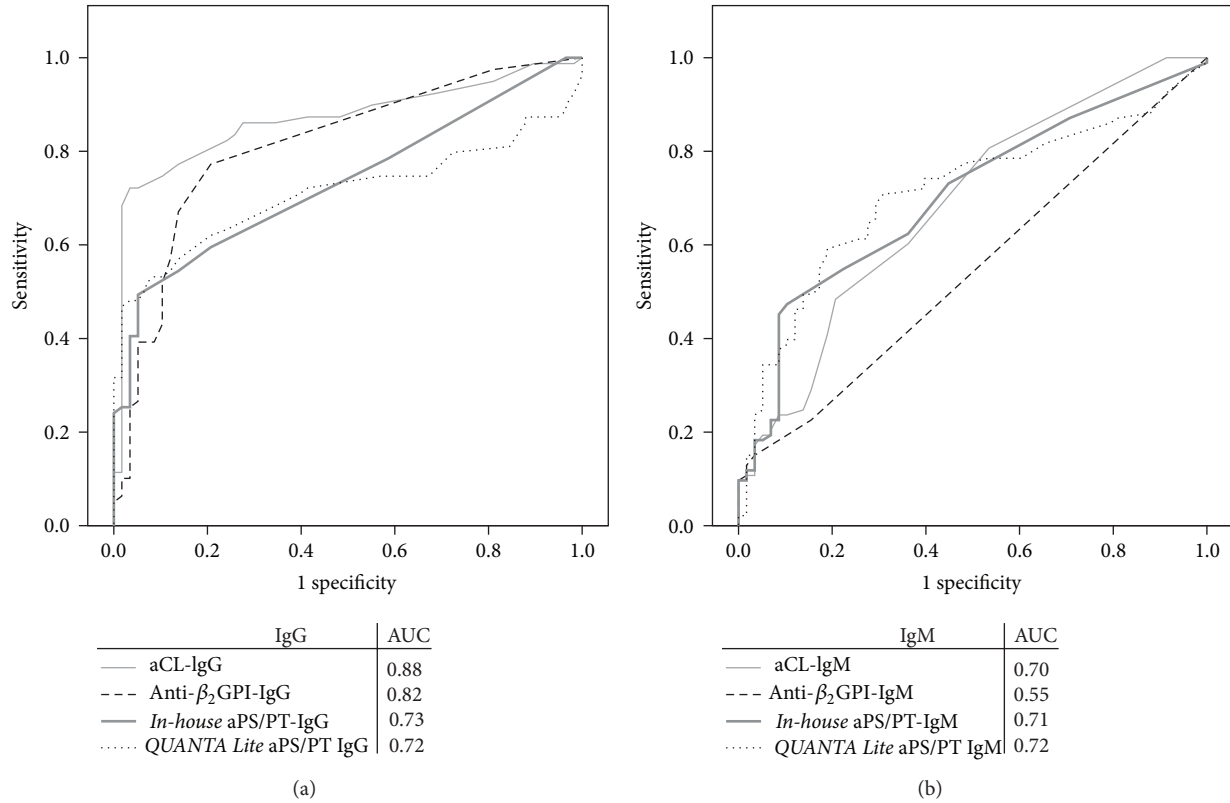 1.0
0.8
0.6
0.4
0.2
0.0
Sensitivity
0.0 0.2 0.4 0.6 0.8 1.0
1 specificity
IgG AUC
aCL-lgG 0.88
Anti-β₂GPI-IgG 0.82
In-house aPS/PT-IgG 0.73
QUANTA Lite aPS/PT IgG 0.72
(a)
1.0
0.8
0.6
0.4
0.2
0.0
Sensitivity
0.0 0.2 0.4 0.6 0.8 1.0
1 specificity
IgM AUC
aCL-lgM 0.70
Anti-β₂GPI-IgM 0.55
In-house aPS/PT-IgM 0.71
QUANTA Lite aPS/PT IgM 0.72
(b)